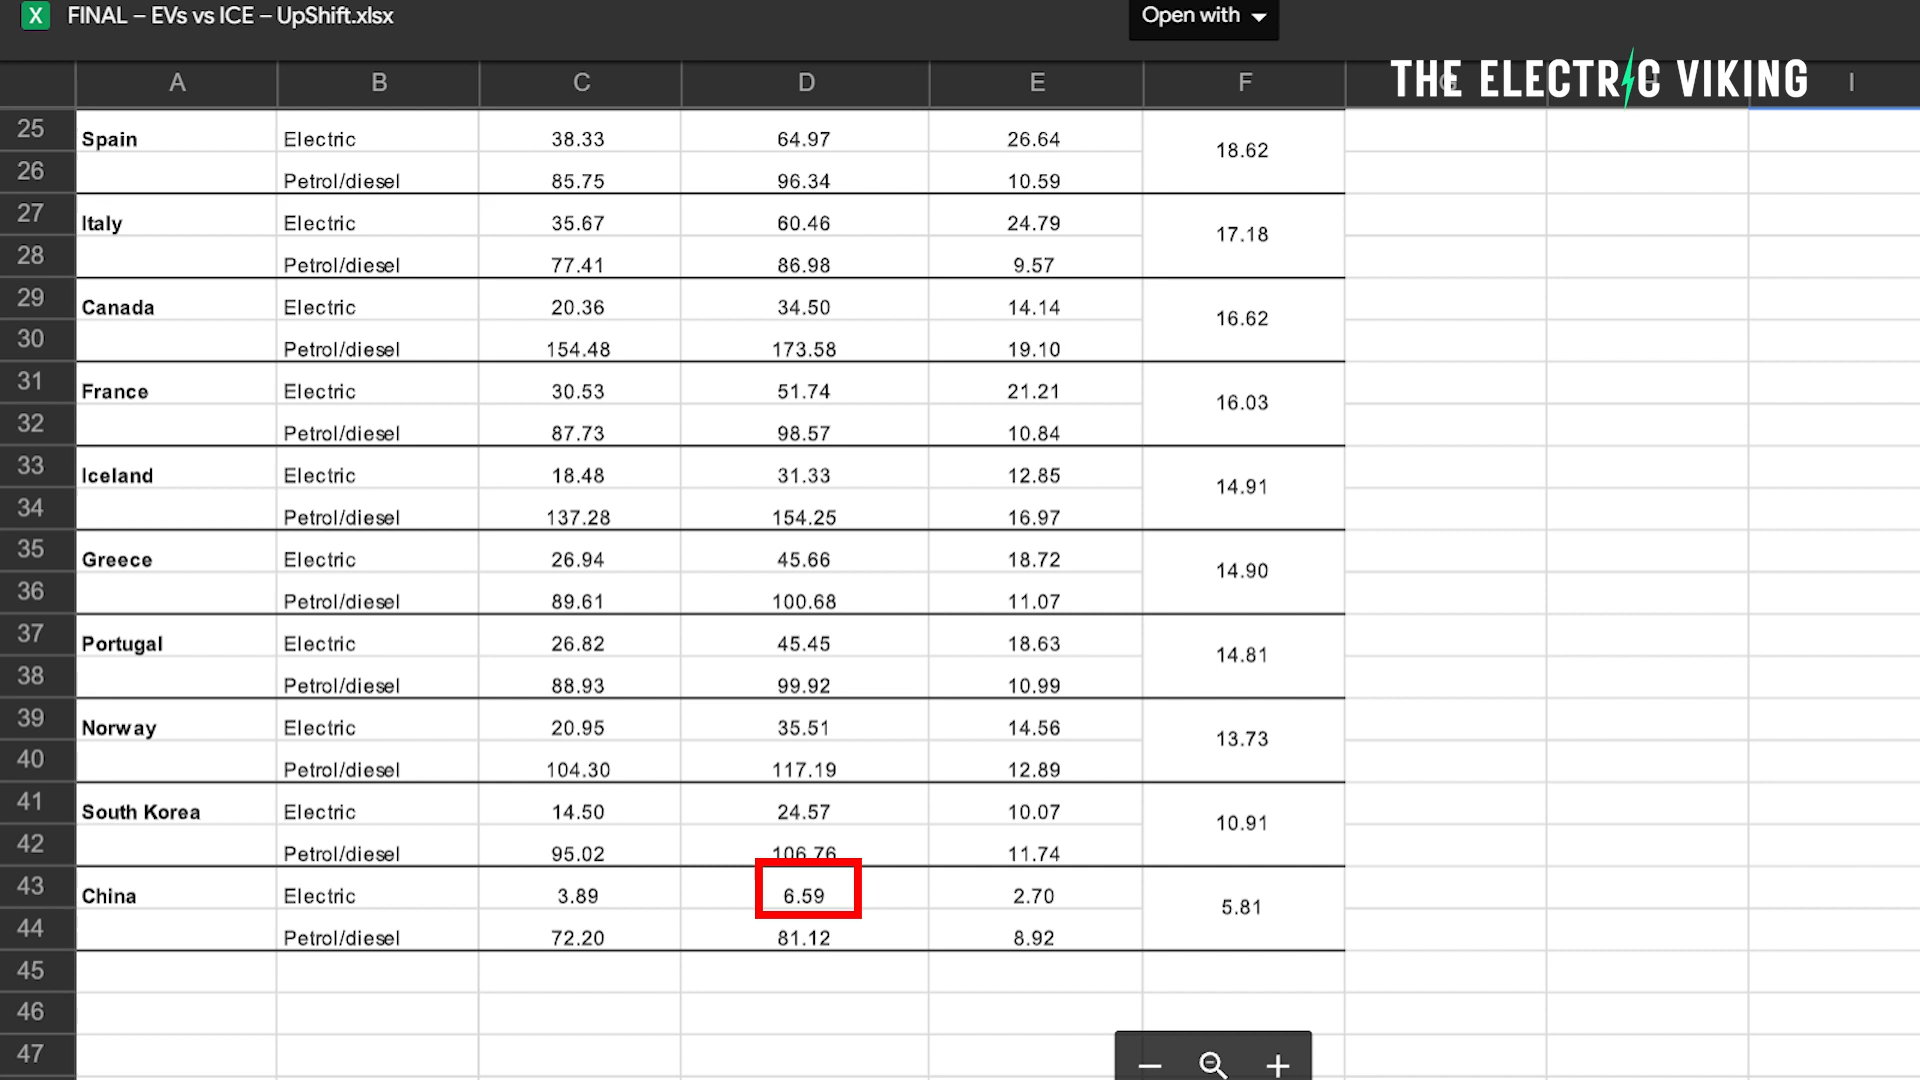 X FINAL – EVs vs ICE – UpShift.xlsx
Open with
THE ELECTRIC VIKING
A B C D E F G H I
25 Spain Electric 38.33 64.97 26.64 18.62
26 Petrol/diesel 85.75 96.34 10.59
27 Italy Electric 35.67 60.46 24.79 17.18
28 Petrol/diesel 77.41 86.98 9.57
29 Canada Electric 20.36 34.50 14.14 16.62
30 Petrol/diesel 154.48 173.58 19.10
31 France Electric 30.53 51.74 21.21 16.03
32 Petrol/diesel 87.73 98.57 10.84
33 Iceland Electric 18.48 31.33 12.85 14.91
34 Petrol/diesel 137.28 154.25 16.97
35 Greece Electric 26.94 45.66 18.72 14.90
36 Petrol/diesel 89.61 100.68 11.07
37 Portugal Electric 26.82 45.45 18.63 14.81
38 Petrol/diesel 88.93 99.92 10.99
39 Norway Electric 20.95 35.51 14.56 13.73
40 Petrol/diesel 104.30 117.19 12.89
41 South Korea Electric 14.50 24.57 10.07 10.91
42 Petrol/diesel 95.02 106.76 11.74
43 China Electric 3.89 6.59 2.70 5.81
44 Petrol/diesel 72.20 81.12 8.92
45
46
47